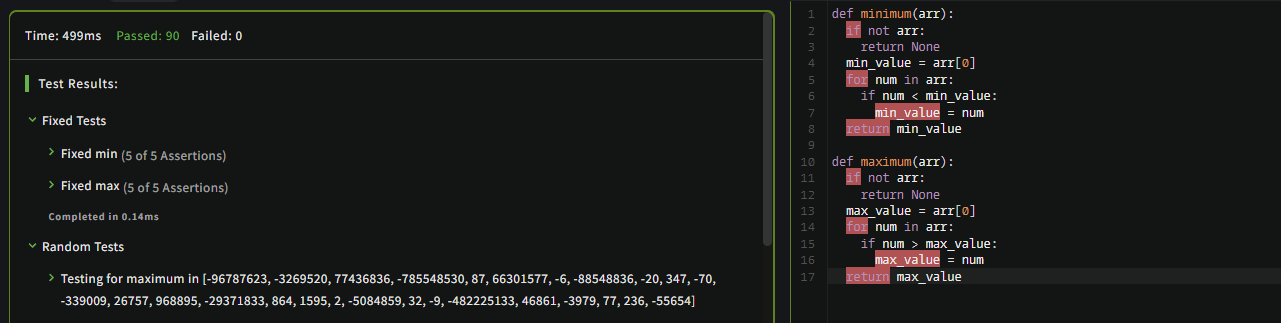 Time: 499ms Passed: 90 Failed: 0
Test Results:
Fixed Tests
Fixed min (5 of 5 Assertions)
Fixed max (5 of 5 Assertions)
Completed in 0.14ms
Random Tests
Testing for maximum in [-96787623, -3269520, 77436836, -785548530, 87, 66301577, -6, -88548836, -20, 347, -70,
-339009, 26757, 968895, -29371833, 864, 1595, 2, -5084859, 32, -9, -482225133, 46861, -3979, 77, 236, -55654]
1 def minimum(arr):
2   if not arr:
3     return None
4   min_value = arr[0]
5   for num in arr:
6     if num < min_value:
7       min_value = num
8   return min_value
9
10 def maximum(arr):
11   if not arr:
12     return None
13   max_value = arr[0]
14   for num in arr:
15     if num > max_value:
16       max_value = num
17   return max_value